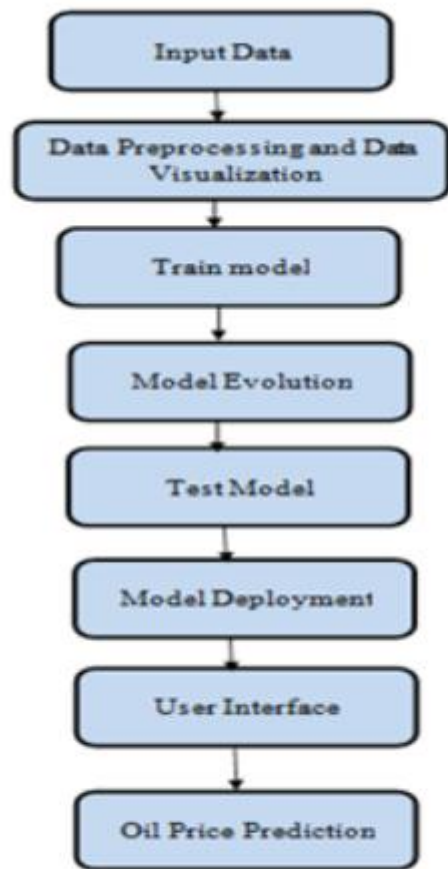 Input Data
Data Preprocessing and Data
Visualization
Train model
Model Evolution
Test Model
Model Deployment
User Interface
Oil Price Prediction